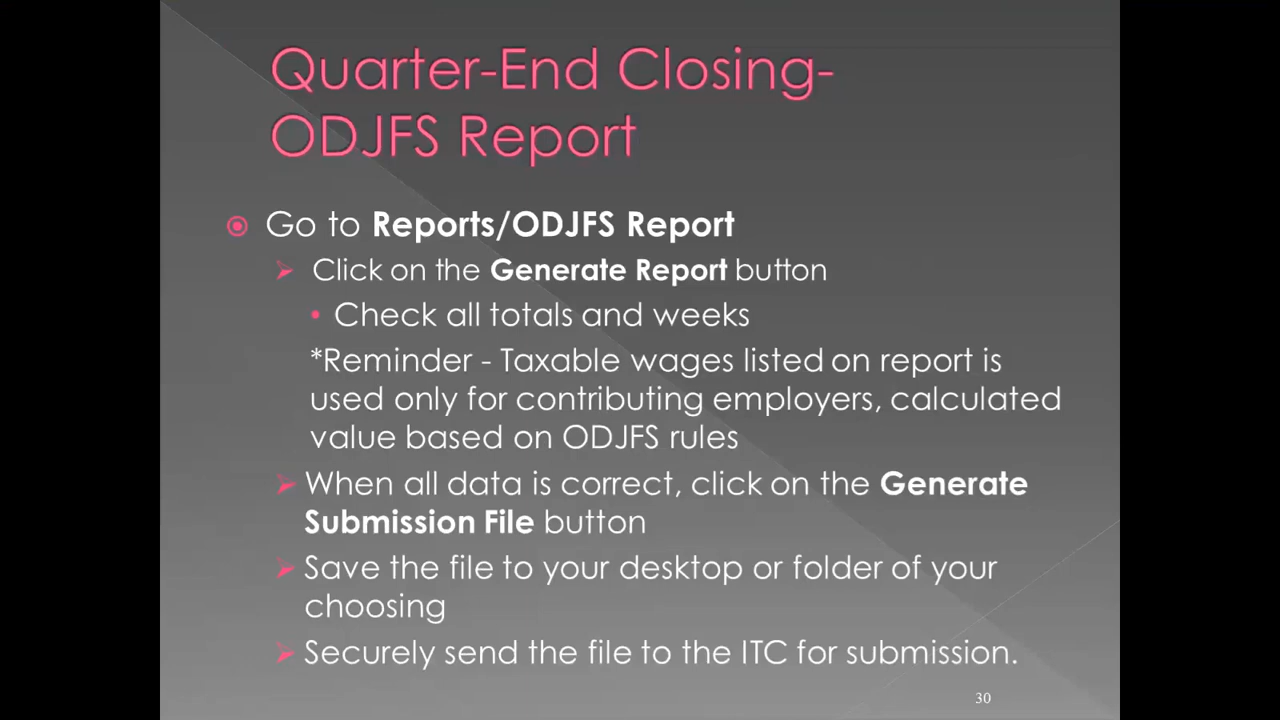 Quarter-End Closing-
ODJFS Report
Go to Reports/ODJFS Report
Click on the Generate Report button
• Check all totals and weeks
*Reminder - Taxable wages listed on report is
used only for contributing employers, calculated
value based on ODJFS rules
When all data is correct, click on the Generate
Submission File button
Save the file to your desktop or folder of your
choosing
Securely send the file to the ITC for submission.
30